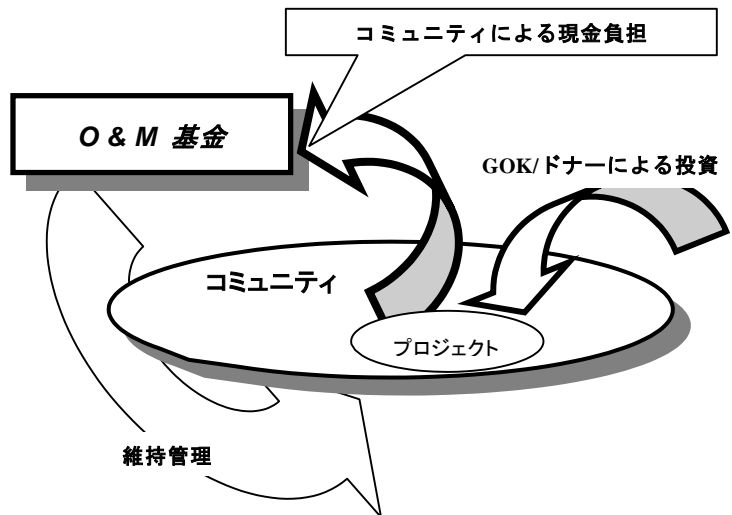 コミュニティによる現金負担
O & M 基金
GOK/ドナーによる投資
コミュニティ
プロジェクト
維持管理